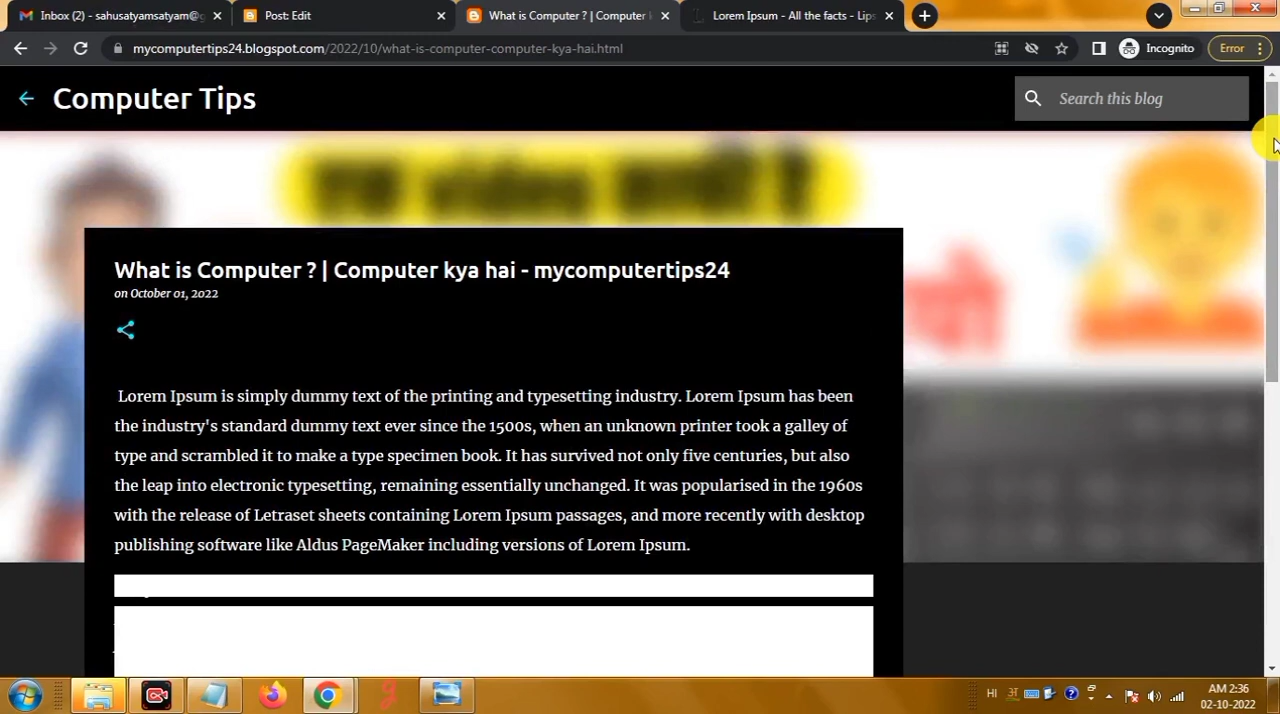 Inbox (2) - sahusatyamsatyam@g
Post: Edit
What is Computer ? | Computer k
Lorem Ipsum - All the facts - Lips
mycomputertips24.blogspot.com/2022/10/what-is-computer-computer-kya-hai.html
Incognito
Error
Computer Tips
Search this blog
video
?
What is Computer ? | Computer kya hai - mycomputertips24
on October 01, 2022
Lorem Ipsum is simply dummy text of the printing and typesetting industry. Lorem Ipsum has been
the industry's standard dummy text ever since the 1500s, when an unknown printer took a galley of
type and scrambled it to make a type specimen book. It has survived not only five centuries, but also
the leap into electronic typesetting, remaining essentially unchanged. It was popularised in the 1960s
with the release of Letraset sheets containing Lorem Ipsum passages, and more recently with desktop
publishing software like Aldus PageMaker including versions of Lorem Ipsum.
HI
AM 2:36
02-10-2022